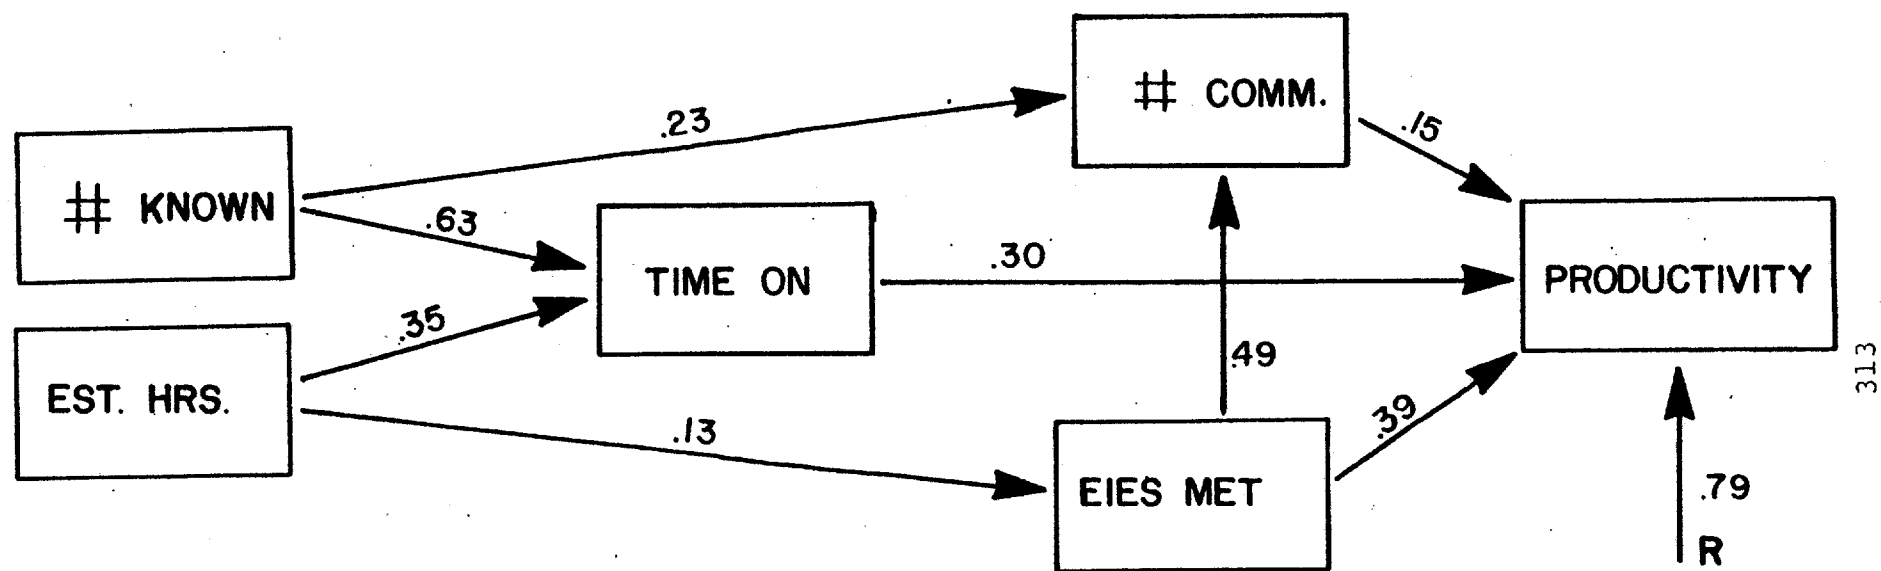 # COMM.
.23
.15
# KNOWN
.63
TIME ON
.30
PRODUCTIVITY
.35
.49
EST. HRS.
.39
.13
EIES MET
.79
R
313